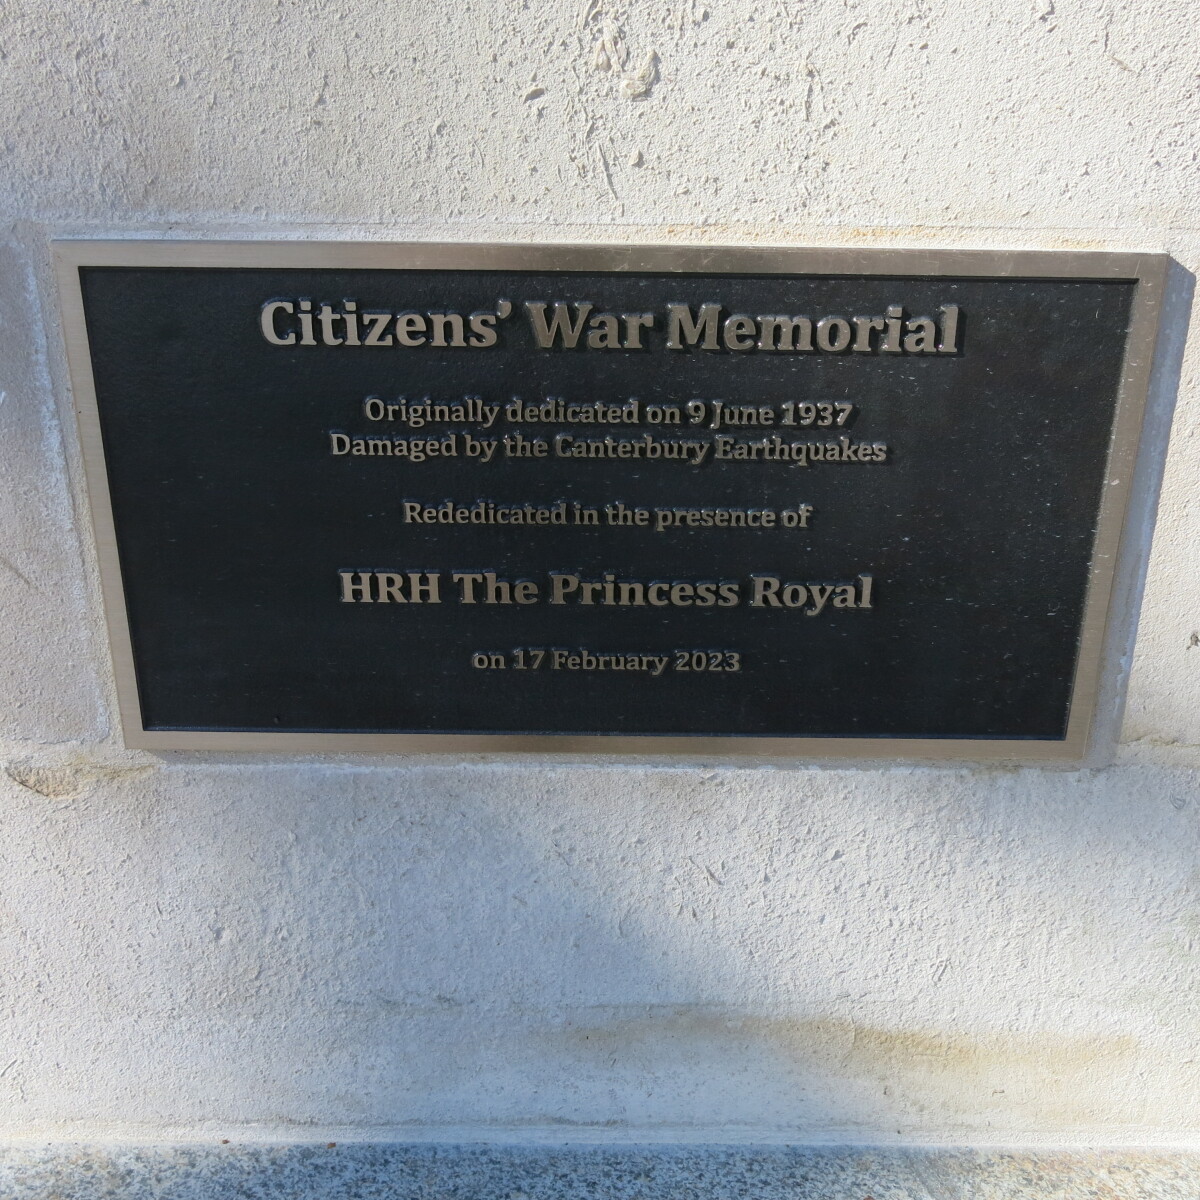 Citizens’ War Memorial
Originally dedicated on 9 June 1937
Damaged by the Canterbury Earthquakes
Rededicated in the presence of
HRH The Princess Royal
on 17 February 2023